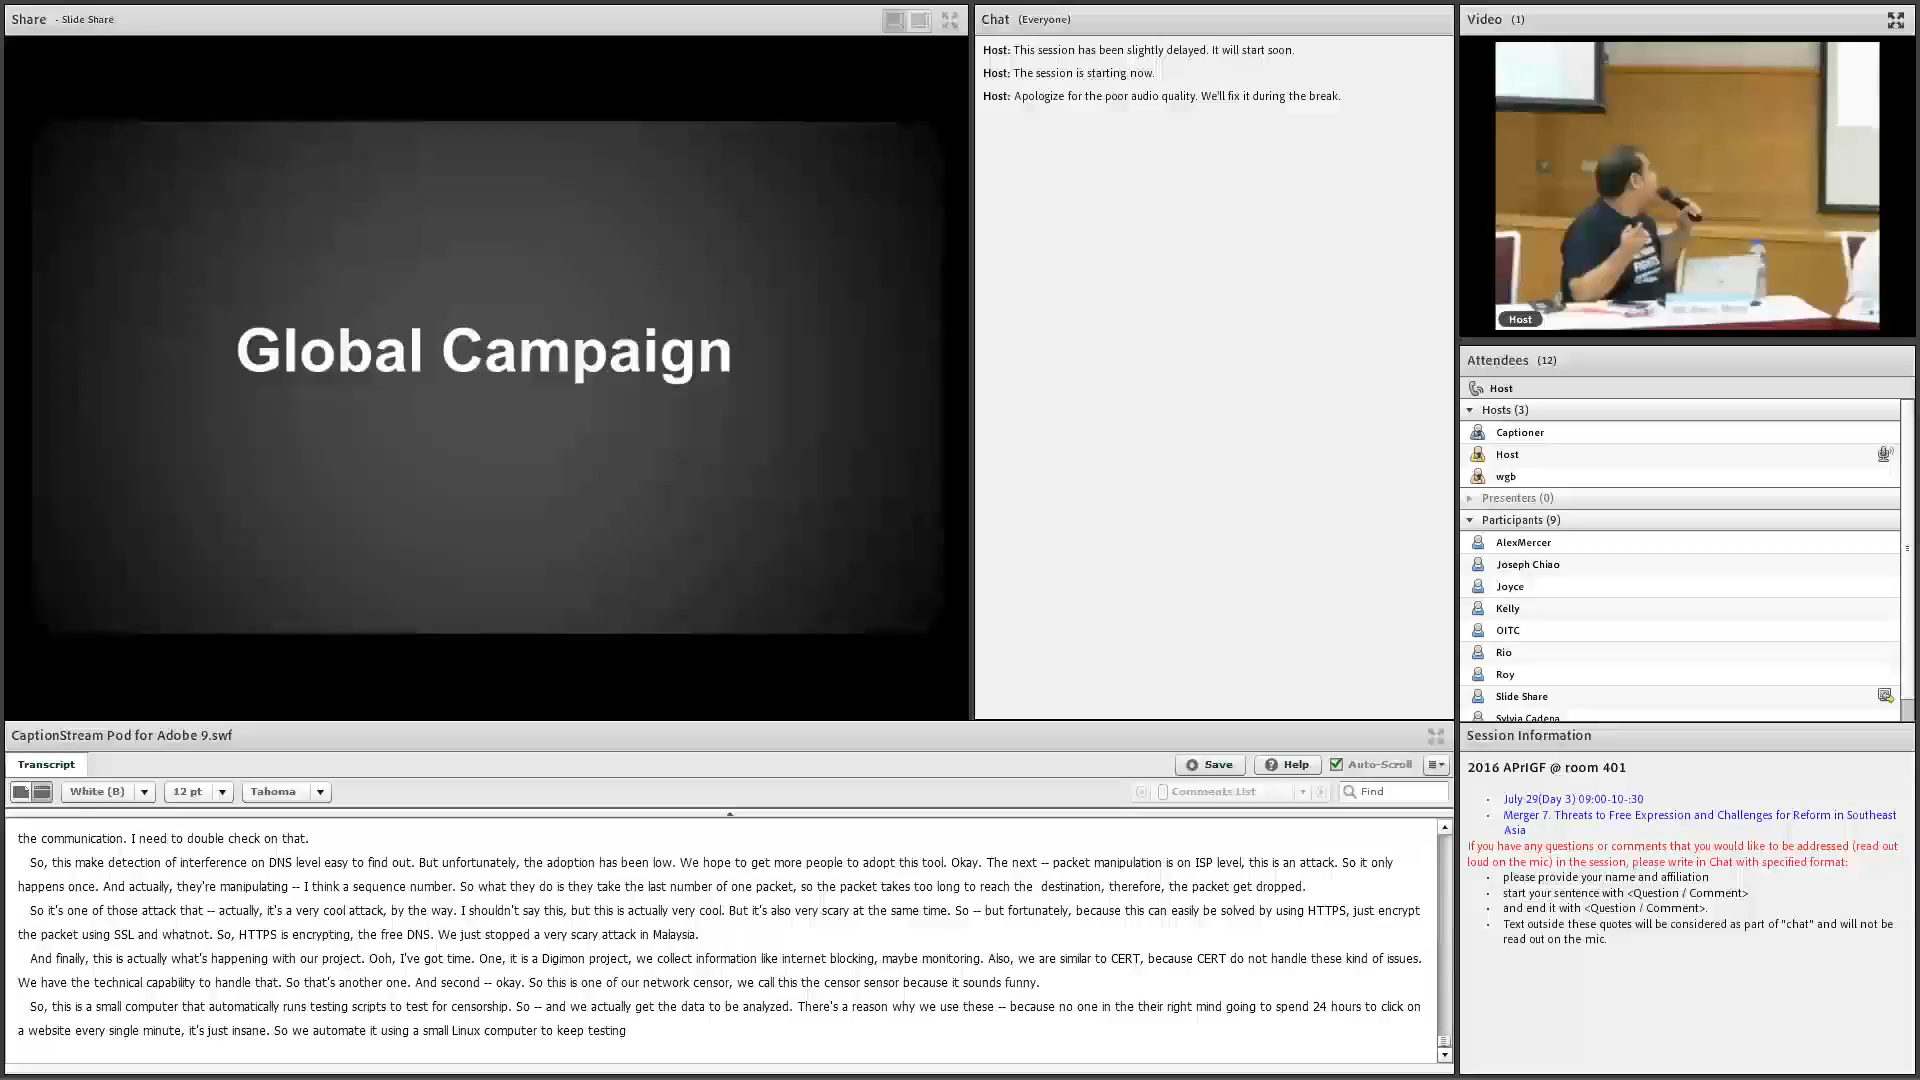 Share - Slide Share
Global Campaign
Chat (Everyone)
Host: This session has been slightly delayed. It will start soon.
Host: The session is starting now.
Host: Apologize for the poor audio quality. We'll fix it during the break.
Video (1)
Host
Attendees (12)
Host
Hosts (3)
Captioner
Host
wgb
Presenters (0)
Participants (9)
AlexMercer
Joseph Chiao
Joyce
Kelly
OITC
Rio
Roy
Slide Share
Sylvia Cadena
CaptionStream Pod for Adobe 9.swf
Transcript
Save
Help
Auto-Scroll
White (B)
12 pt
Tahoma
Comments List
Find
the communication. I need to double check on that.
So, this make detection of interference on DNS level easy to find out. But unfortunately, the adoption has been low. We hope to get more people to adopt this tool. Okay. The next -- packet manipulation is on ISP level, this is an attack. So it only
happens once. And actually, they're manipulating -- I think a sequence number. So what they do is they take the last number of one packet, so the packet takes too long to reach the destination, therefore, the packet get dropped.
So it's one of those attack that -- actually, it's a very cool attack, by the way. I shouldn't say this, but this is actually very cool. But it's also very scary at the same time. So -- but fortunately, because this can easily be solved by using HTTPS, just encrypt
the packet using SSL and whatnot. So, HTTPS is encrypting, the free DNS. We just stopped a very scary attack in Malaysia.
And finally, this is actually what's happening with our project. Ooh, I've got time. One, it is a Digimon project, we collect information like internet blocking, maybe monitoring. Also, we are similar to CERT, because CERT do not handle these kind of issues.
We have the technical capability to handle that. So that's another one. And second -- okay. So this is one of our network censor, we call this the censor sensor because it sounds funny.
So, this is a small computer that automatically runs testing scripts to test for censorship. So -- and we actually get the data to be analyzed. There's a reason why we use these -- because no one in the their right mind going to spend 24 hours to click on
a website every single minute, it's just insane. So we automate it using a small Linux computer to keep testing
Session Information
2016 APrIGF @ room 401
July 29(Day 3) 09:00-10-:30
Merger 7. Threats to Free Expression and Challenges for Reform in Southeast
Asia
If you have any questions or comments that you would like to be addressed (read out
loud on the mic) in the session, please write in Chat with specified format:
please provide your name and affiliation
start your sentence with <Question / Comment>
and end it with <Question / Comment>.
Text outside these quotes will be considered as part of "chat" and will not be
read out on the mic.